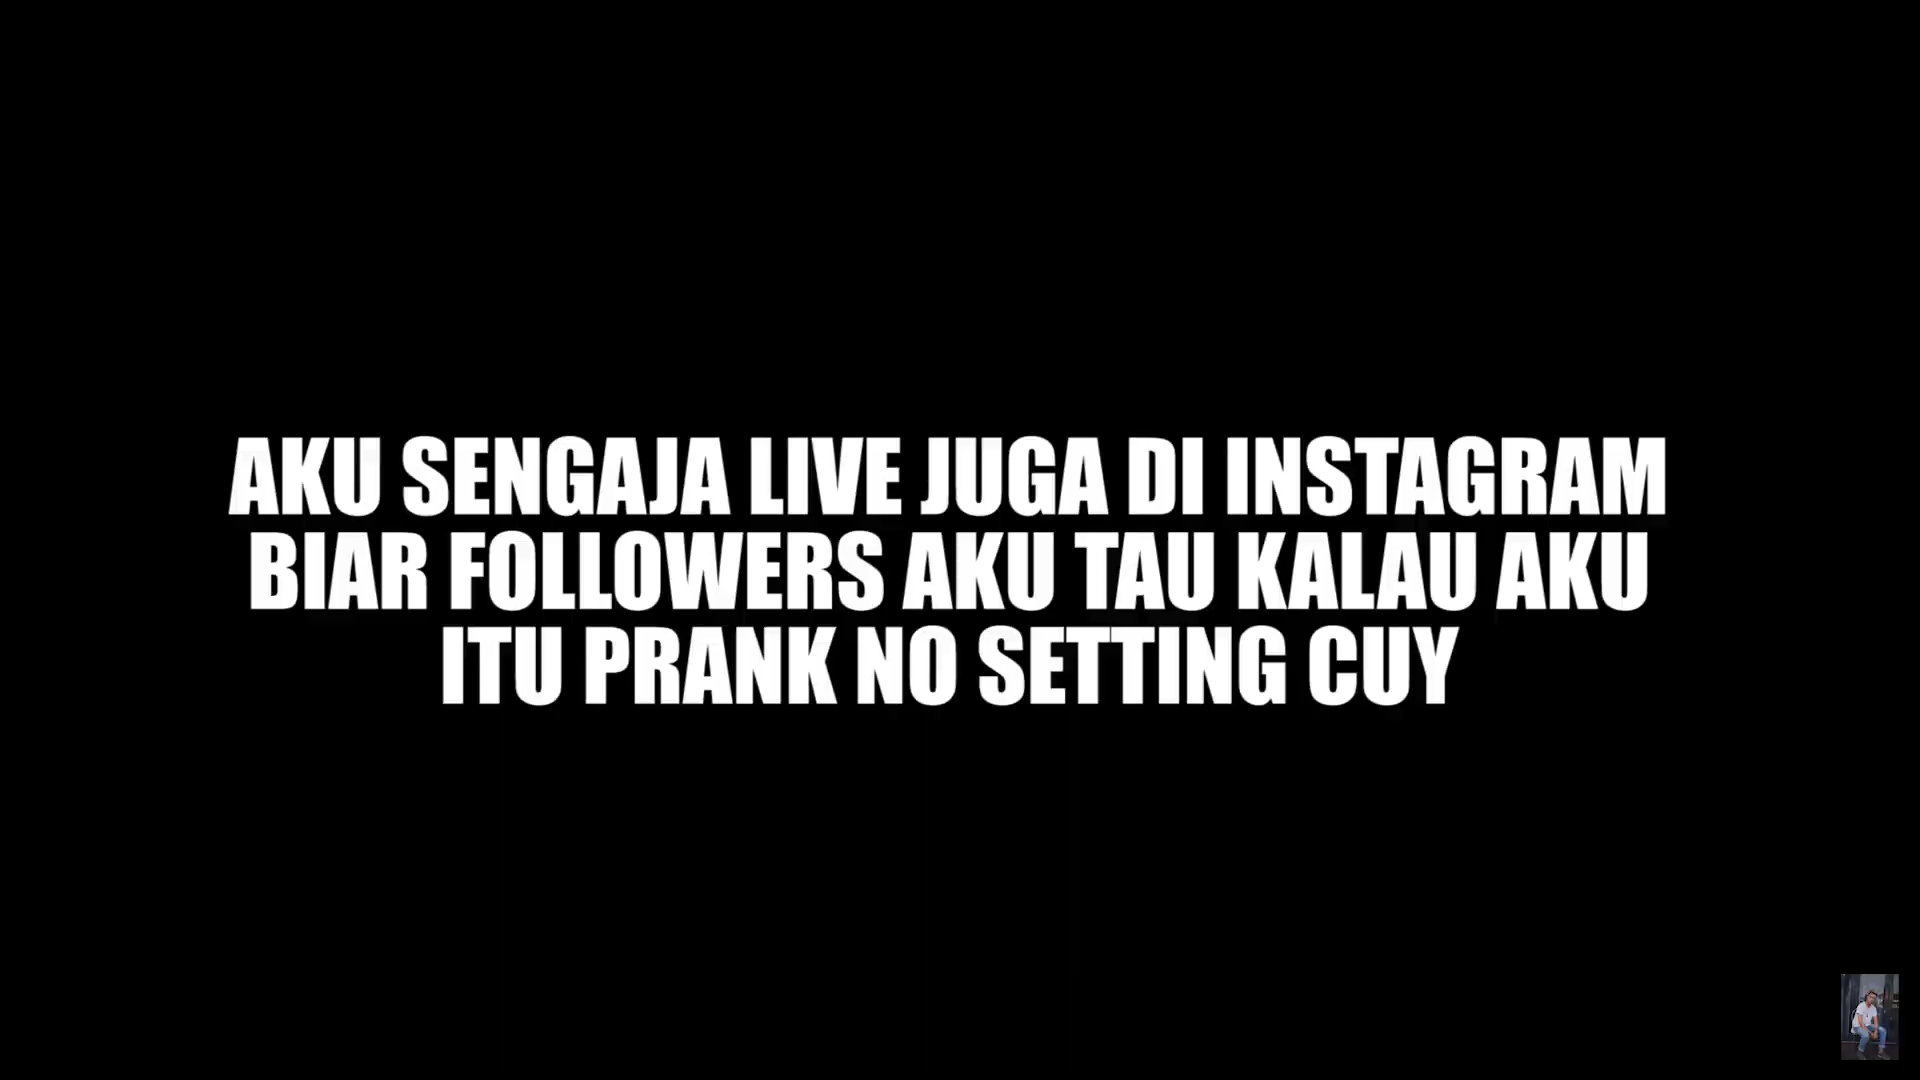 AKU SENGAJA LIVE JUGA DI INSTAGRAM
BIAR FOLLOWERS AKU TAU KALAU AKU
ITU PRANK NO SETTING CUY